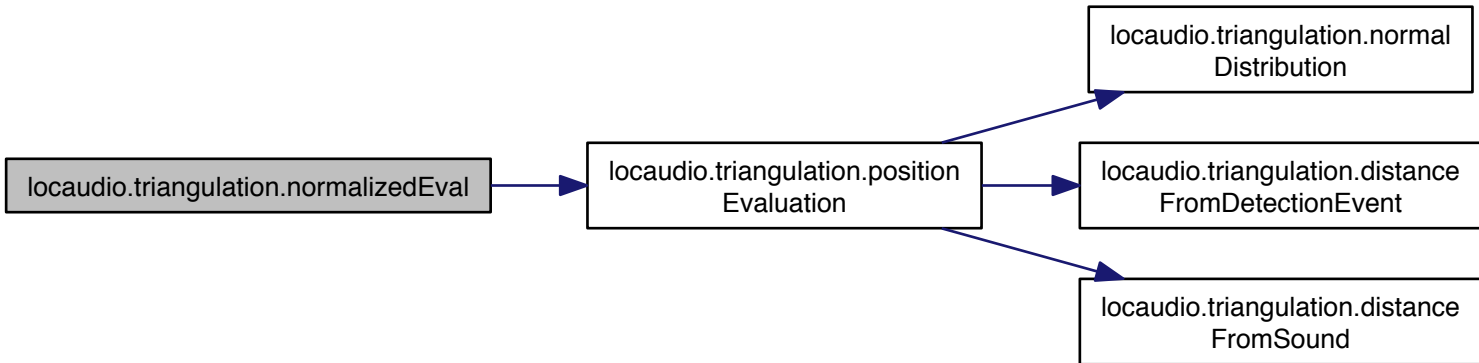 locaudio.triangulation.normalizedEval
locaudio.triangulation.position
Evaluation
locaudio.triangulation.normal
Distribution
locaudio.triangulation.distance
FromDetectionEvent
locaudio.triangulation.distance
FromSound